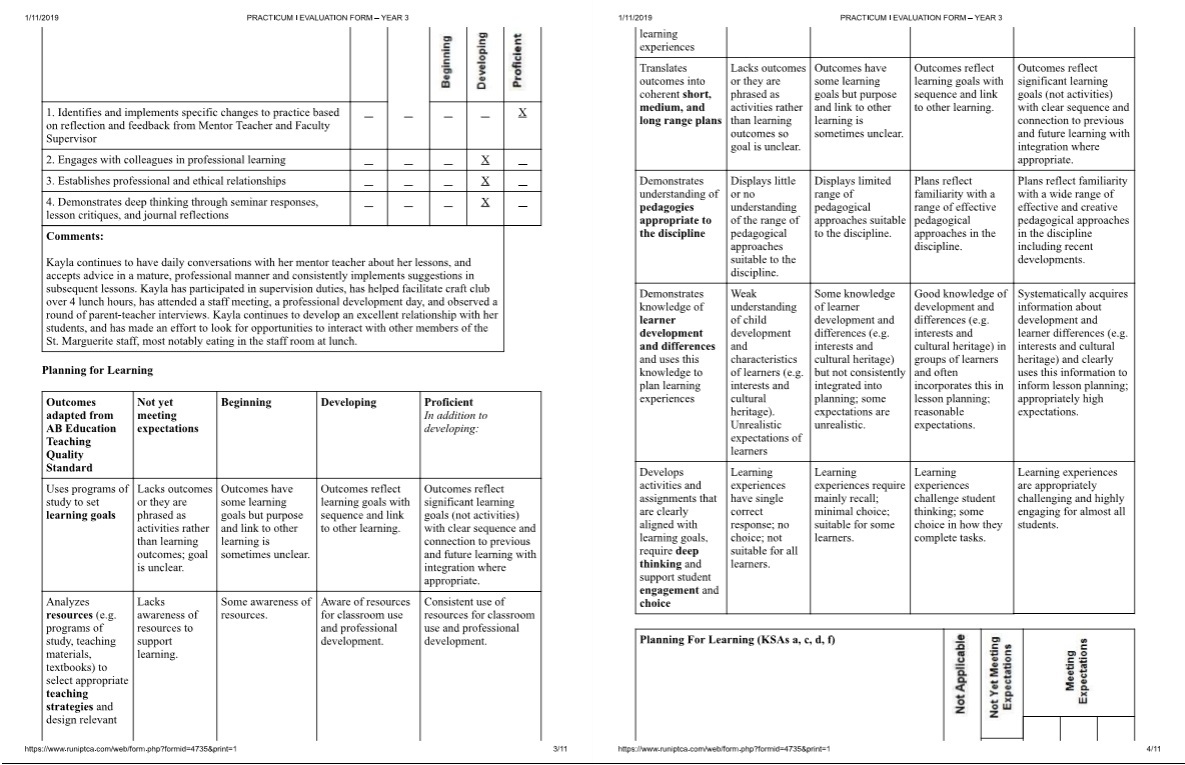 1/11/2019 PRACTICUM I EVALUATION FORM – YEAR 3
Beginning
Developing
Proficient
1. Identifies and implements specific changes to practice based _ _ _ _ X
on reflection and feedback from Mentor Teacher and Faculty
Supervisor
2. Engages with colleagues in professional learning _ _ _ X _
3. Establishes professional and ethical relationships _ _ _ X _
4. Demonstrates deep thinking through seminar responses, _ _ _ X _
lesson critiques, and journal reflections
Comments:
Kayla continues to have daily conversations with her mentor teacher about her lessons, and
accepts advice in a mature, professional manner and consistently implements suggestions in
subsequent lessons. Kayla has participated in supervision duties, has helped facilitate craft club
over 4 lunch hours, has attended a staff meeting, a professional development day, and observed a
round of parent-teacher interviews. Kayla continues to develop an excellent relationship with her
students, and has made an effort to look for opportunities to interact with other members of the
St. Marguerite staff, most notably eating in the staff room at lunch.
Planning for Learning
Outcomes
adapted from
AB Education
Teaching
Quality
Standard
Not yet
meeting
expectations
Beginning
Developing
Proficient
In addition to
developing:
Uses programs of
study to set
learning goals
Lacks outcomes
or they are
phrased as
activities rather
than learning
outcomes; goal
is unclear.
Outcomes have
some learning
goals but purpose
and link to other
learning is
sometimes unclear.
Outcomes reflect
learning goals with
sequence and link
to other learning.
Outcomes reflect
significant learning
goals (not activities)
with clear sequence and
connection to previous
and future learning with
integration where
appropriate.
Analyzes
resources (e.g.
programs of
study, teaching
materials,
textbooks) to
select appropriate
teaching
strategies and
design relevant
Lacks
awareness of
resources to
support
learning.
Some awareness of
resources.
Aware of resources
for classroom use
and professional
development.
Consistent use of
resources for classroom
use and professional
development.
https://www.runiptca.com/web/form.php?formid=4735&print=1 3/11
1/11/2019 PRACTICUM I EVALUATION FORM – YEAR 3
learning
experiences
Translates
outcomes into
coherent short,
medium, and
long range plans
Lacks outcomes
or they are
phrased as
activities rather
than learning
outcomes so
goal is unclear.
Outcomes have
some learning
goals but purpose
and link to other
learning is
sometimes unclear.
Outcomes reflect
learning goals with
sequence and link
to other learning.
Outcomes reflect
significant learning
goals (not activities)
with clear sequence and
connection to previous
and future learning with
integration where
appropriate.
Demonstrates
understanding of
pedagogies
appropriate to
the discipline
Displays little
or no
understanding
of the range of
pedagogical
approaches
suitable to the
discipline.
Displays limited
range of
pedagogical
approaches suitable
to the discipline.
Plans reflect
familiarity with a
range of effective
pedagogical
approaches in the
discipline.
Plans reflect familiarity
with a wide range of
effective and creative
pedagogical approaches
in the discipline
including recent
developments.
Demonstrates
knowledge of
learner
development
and differences
and uses this
knowledge to
plan learning
experiences
Weak
understanding
of child
development
and
characteristics
of learners (e.g.
interests and
cultural
heritage).
Unrealistic
expectations of
learners
Some knowledge
of learner
development and
differences (e.g.
interests and
cultural heritage)
but not consistently
integrated into
planning; some
expectations are
unrealistic.
Good knowledge of
development and
differences (e.g.
interests and
cultural heritage) in
groups of learners
and often
incorporates this in
lesson planning;
reasonable
expectations.
Systematically acquires
information about
development and
learner differences (e.g.
interests and cultural
heritage) and clearly
uses this information to
inform lesson planning;
appropriately high
expectations.
Develops
activities and
assignments that
are clearly
aligned with
learning goals,
require deep
thinking and
support student
engagement and
choice
Learning
experiences
have single
correct
response; no
choice; not
suitable for all
learners.
Learning
experiences require
mainly recall;
minimal choice;
suitable for some
learners.
Learning
experiences
challenge student
thinking; some
choice in how they
complete tasks.
Learning experiences
are appropriately
challenging and highly
engaging for almost all
students.
Planning For Learning (KSAs a, c, d, f)
Not Applicable
Not Yet Meeting
Expectations
Meeting
Expectations
https://www.runiptca.com/web/form.php?formid=4735&print=1 4/11